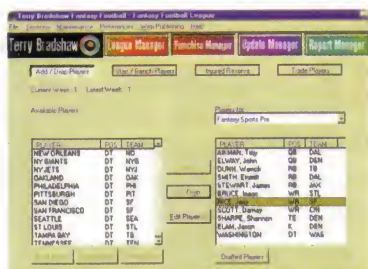 Terry Bradshaw Fantasy Football - Fantasy Football League
File Inventory Maintenance Preferences Web Publishing Help
Terry Bradshaw League Manager Franchise Manager Update Manager Report Manager
Add / Drop Players Start / Bench Players Injured Reserve Trade Players
Current Week: 1 Latest Week: 1
Available Players Players for
Fantasy Sports Pro
PLAYER POS TEAM PLAYER POS TEAM
NEW ORLEANS DT NO AIKMAN, Troy QB DAL
NY GIANTS DT NYG ELWAY, John QB DEN
NY JETS DT NYJ DUNN, Warrick RB TB
OAKLAND DT OAK SMITH, Emmitt RB DAL
PHILADELPHIA DT PHI STEWART, James RB JAX
PITTSBURGH DT PIT BRUCE, Isaac WR STL
SAN DIEGO DT SD RICE, Jerry WR SF
SAN FRANCISCO DT SF SCOTT, Darnay WR CIN
SEATTLE DT SEA SHARPE, Shannon TE DEN
ST LOUIS DT STL ELAM, Jason K DEN
TAMPA BAY DT TB WASHINGTON DT WAS
TENNESSEE DT TEN
Drop
Edit Player...
Drafted Players